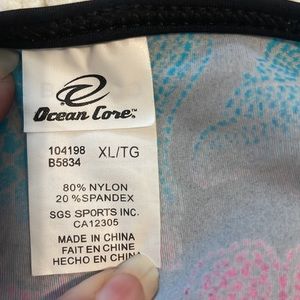 Ocean Core™
104198 XL/TG
B5834
80% NYLON
20% SPANDEX
SGS SPORTS INC.
CA12305
MADE IN CHINA
FAIT EN CHINE
HECHO EN CHINA